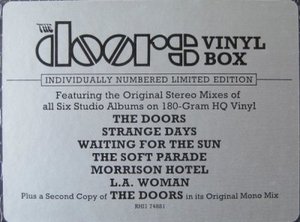 THE doors VINYL BOX
INDIVIDUALLY NUMBERED LIMITED EDITION
Featuring the Original Stereo Mixes of
all Six Studio Albums on 180-Gram HQ Vinyl
THE DOORS
STRANGE DAYS
WAITING FOR THE SUN
THE SOFT PARADE
MORRISON HOTEL
L.A. WOMAN
Plus a Second Copy of THE DOORS in its Original Mono Mix
RHI1 74881